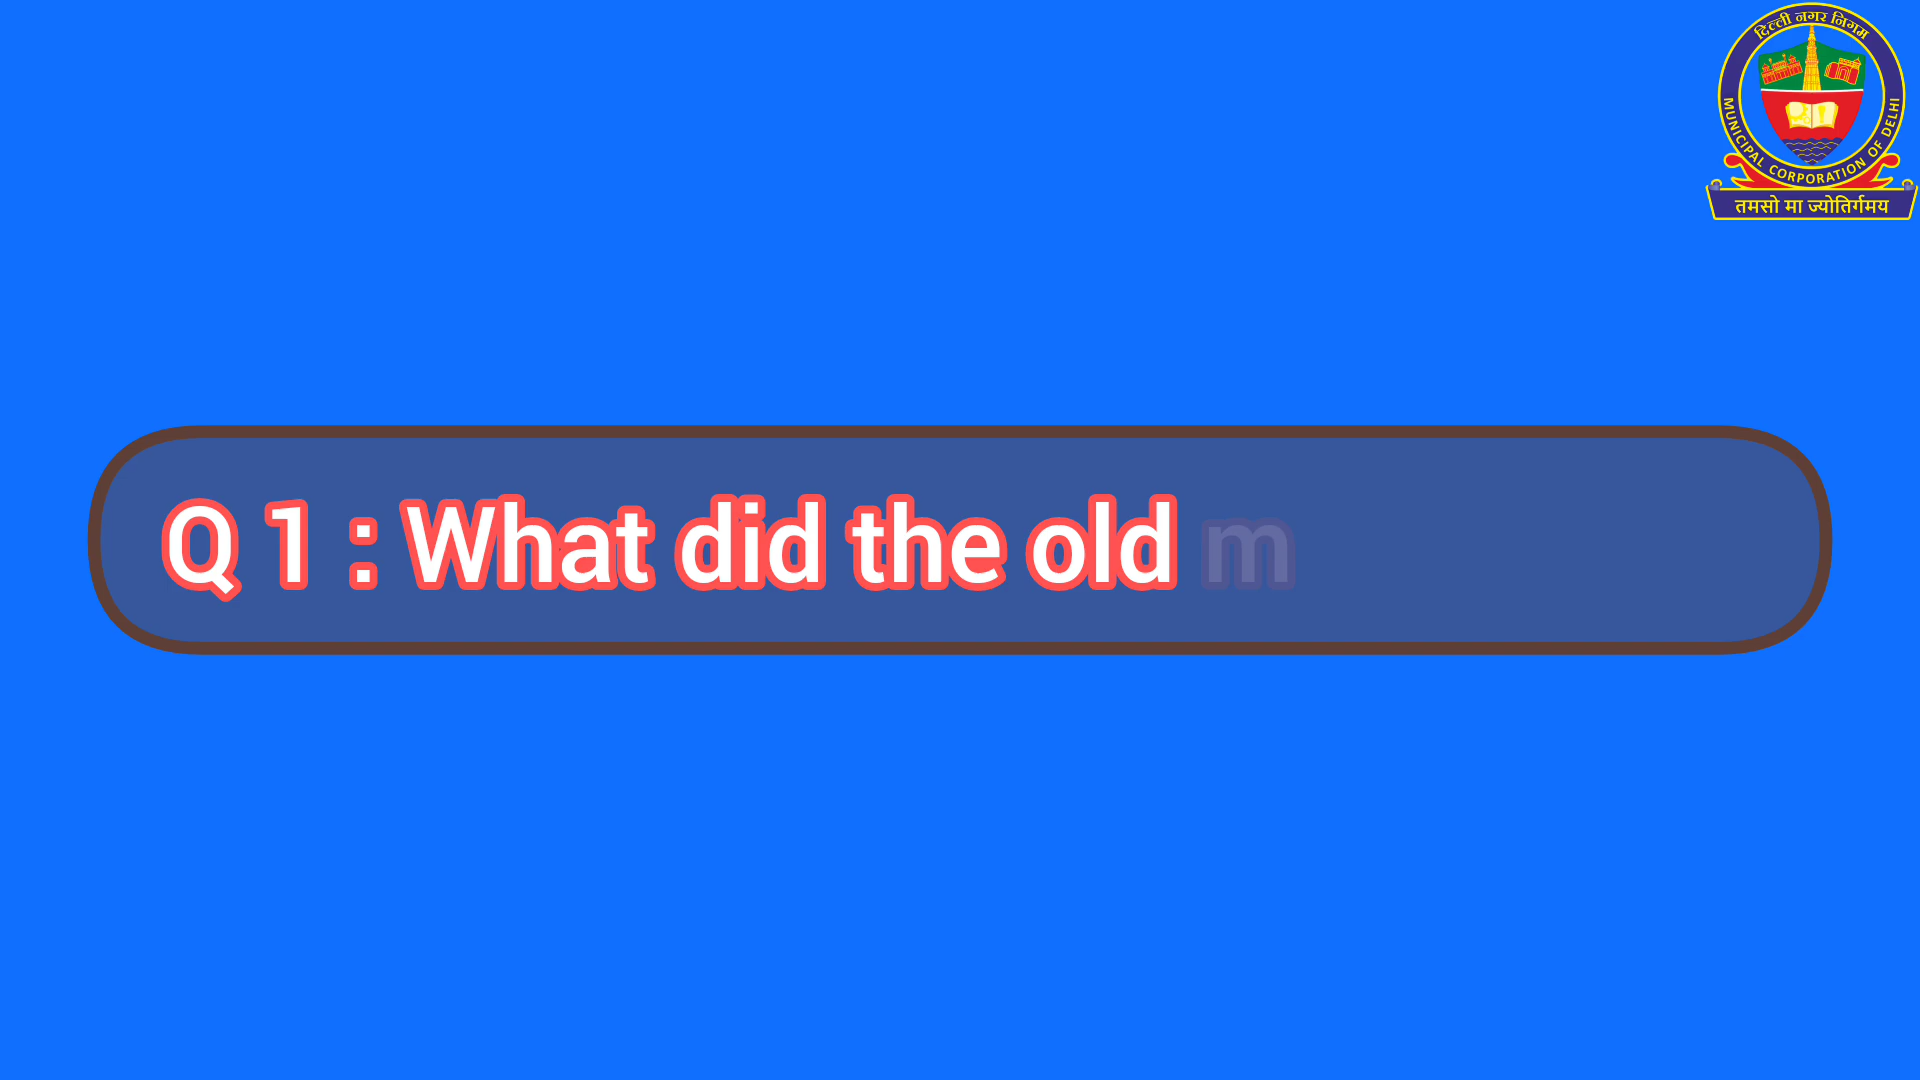 दिल्ली नगर निगम
MUNICIPAL CORPORATION OF DELHI
तमसो मा ज्योतिर्गमय
Q 1 : What did the old m